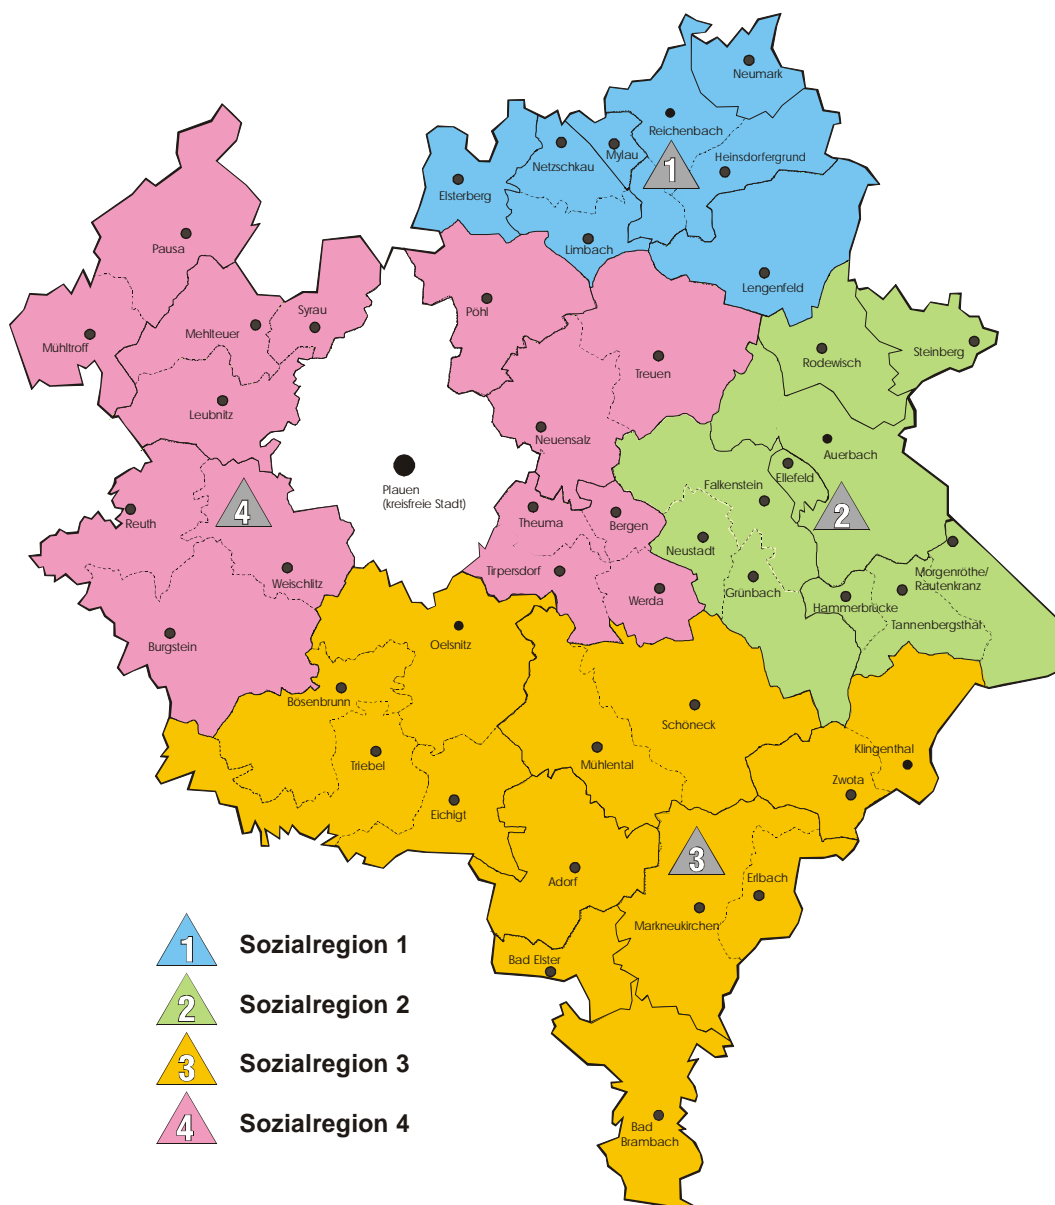 Neumark
Reichenbach
Mylau
Netzschkau
1
Heinsdorfergrund
Elsterberg
Limbach
Pausa
Lengenfeld
Syrau
Pöhl
Mehlteuer
Mühltroff
Steinberg
Rodewisch
Treuen
Leubnitz
Neuensalz
Auerbach
Ellefeld
Plauen
(kreisfreie Stadt)
Falkenstein
4
2
Reuth
Theuma
Bergen
Neustadt
Weischlitz
Tirpersdorf
Morgenröthe/
Rautenkranz
Grünbach
Werda
Hammerbrücke
Tannenbergsthal
Burgstein
Oelsnitz
Bösenbrunn
Schöneck
Klingenthal
Triebel
Mühlental
Zwota
Eichigt
3
Adorf
Erlbach
Markneukirchen
1 Sozialregion 1
Bad Elster
2 Sozialregion 2
3 Sozialregion 3
4 Sozialregion 4
Bad
Brambach